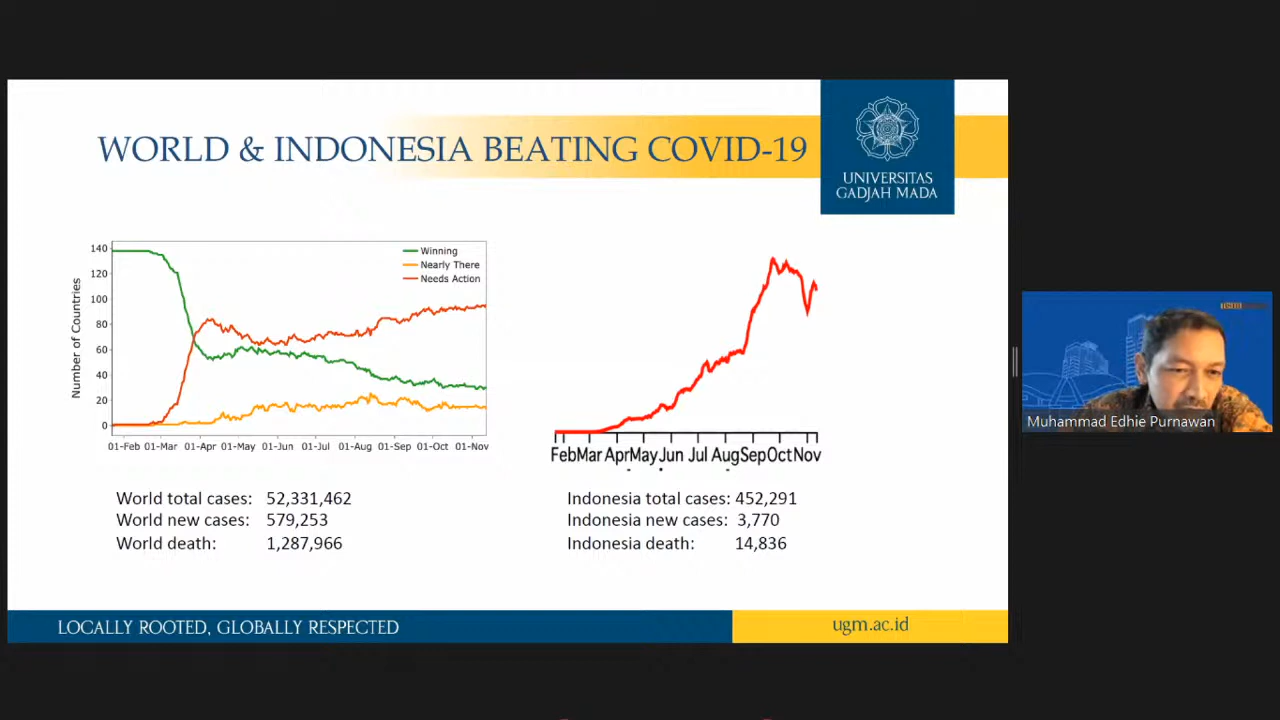 WORLD & INDONESIA BEATING COVID-19
UNIVERSITAS
GADJAH MADA
Number of Countries
140
120
100
80
60
40
20
0
Winning
Nearly There
Needs Action
01-Feb 01-Mar 01-Apr 01-May 01-Jun 01-Jul 01-Aug 01-Sep 01-Oct 01-Nov
Feb Mar Apr May Jun Jul Aug Sep Oct Nov
World total cases: 52,331,462
World new cases: 579,253
World death: 1,287,966
Indonesia total cases: 452,291
Indonesia new cases: 3,770
Indonesia death: 14,836
Muhammad Edhie Purnawan
LOCALLY ROOTED, GLOBALLY RESPECTED
ugm.ac.id